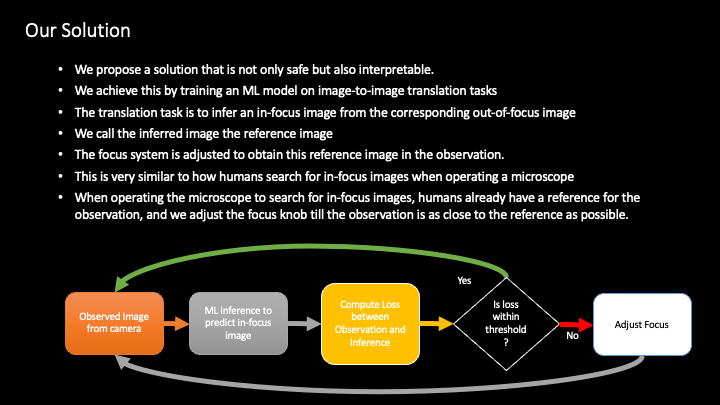 Our Solution
• We propose a solution that is not only safe but also interpretable.
• We achieve this by training an ML model on image-to-image translation tasks
• The translation task is to infer an in-focus image from the corresponding out-of-focus image
• We call the inferred image the reference image
• The focus system is adjusted to obtain this reference image in the observation.
• This is very similar to how humans search for in-focus images when operating a microscope
• When operating the microscope to search for in-focus images, humans already have a reference for the
observation, and we adjust the focus knob till the observation is as close to the reference as possible.
Observed Image
from camera
ML inference to
predict in-focus
image
Compute Loss
between
Observation and
Inference
Yes
Is loss
within
threshold
?
No
Adjust Focus